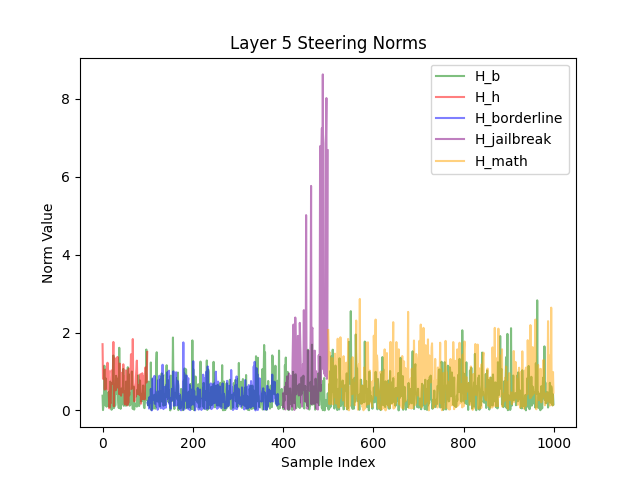 Layer 5 Steering Norms
H_b
H_h
H_borderline
H_jailbreak
H_math
Norm Value
8
6
4
2
0
0 200 400 600 800 1000
Sample Index